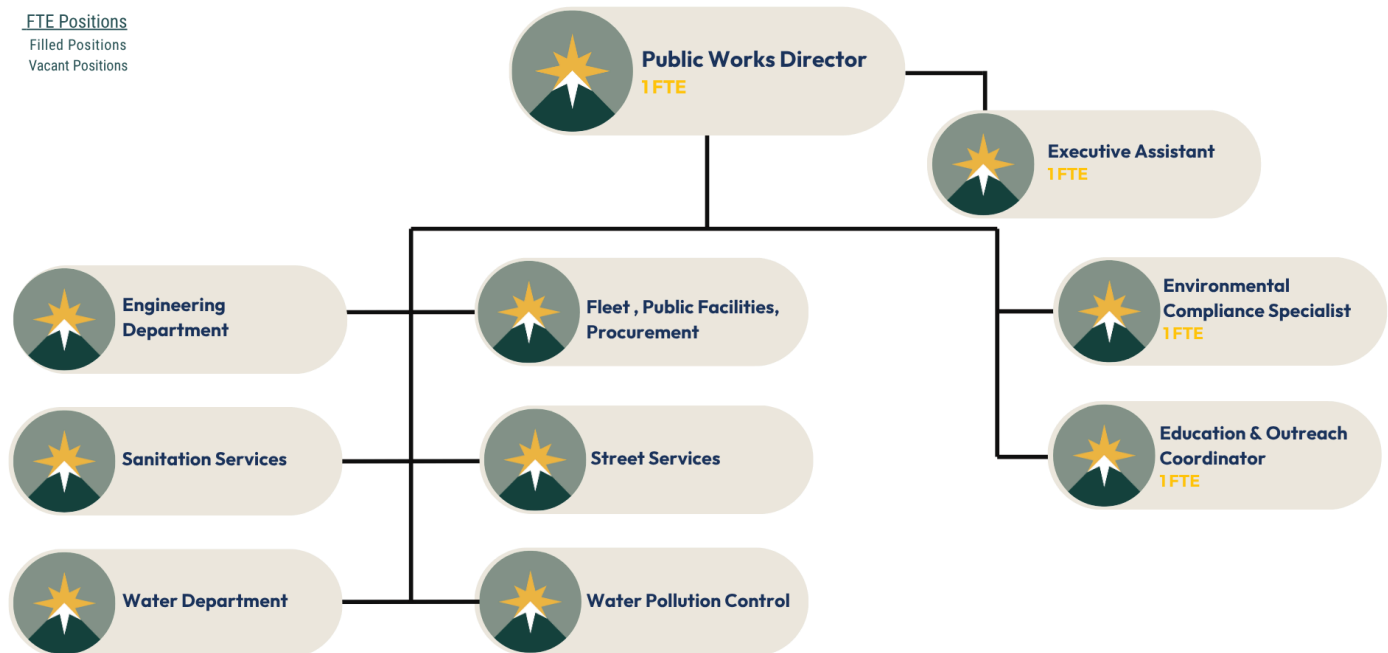 FTE Positions
Filled Positions
Vacant Positions
Public Works Director
1 FTE
Executive Assistant
1 FTE
Engineering
Department
Fleet , Public Facilities,
Procurement
Environmental
Compliance Specialist
1 FTE
Sanitation Services
Street Services
Education & Outreach
Coordinator
1 FTE
Water Department
Water Pollution Control